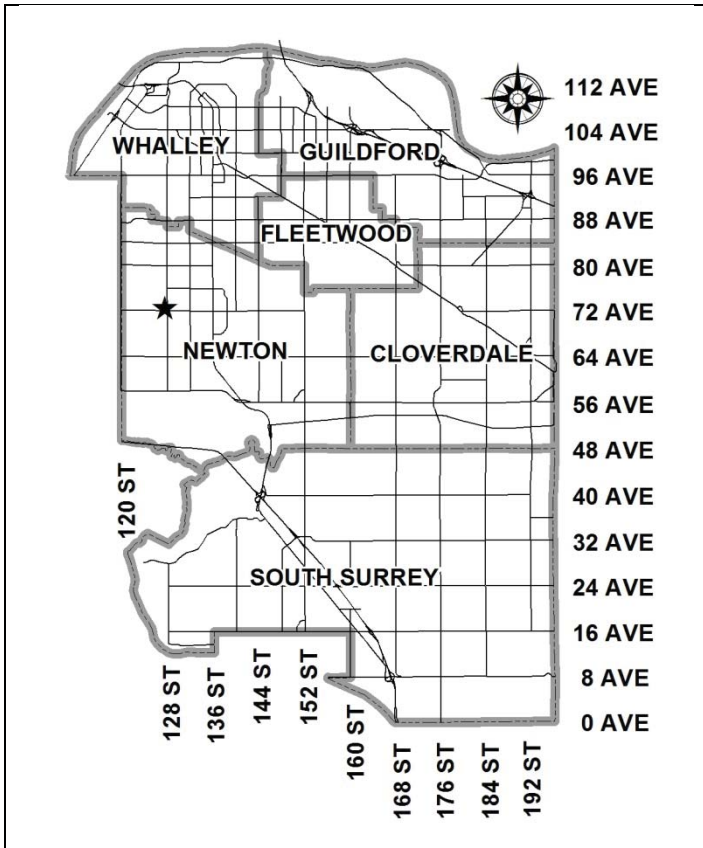 112 AVE
104 AVE
WHALLEY
GUILDFORD
96 AVE
88 AVE
FLEETWOOD
80 AVE
72 AVE
NEWTON
CLOVERDALE
64 AVE
56 AVE
48 AVE
120 ST
40 AVE
32 AVE
SOUTH SURREY
24 AVE
16 AVE
8 AVE
0 AVE
128 ST
136 ST
144 ST
152 ST
160 ST
168 ST
176 ST
184 ST
192 ST